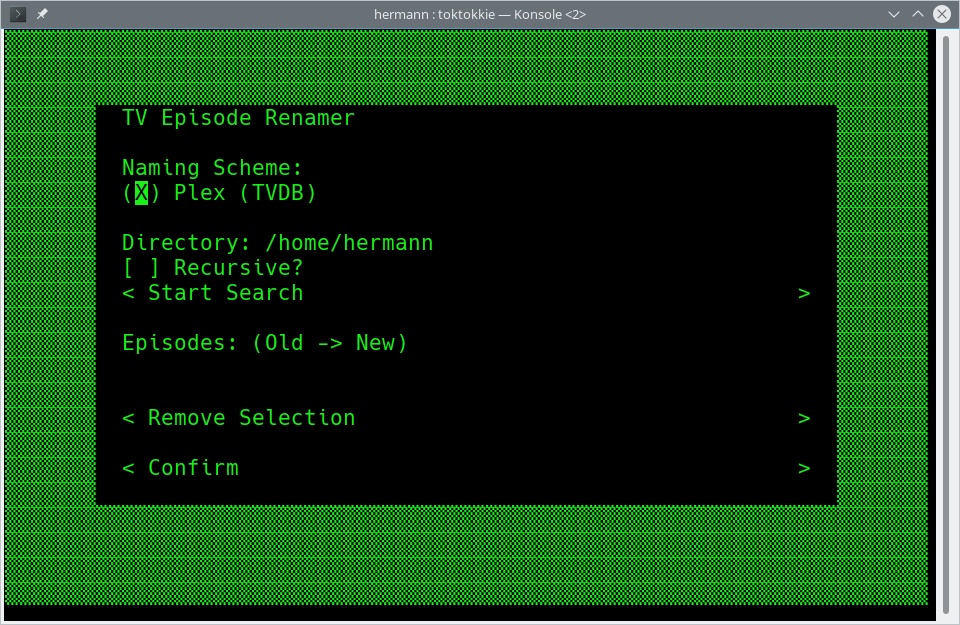 hermann : toktokkie — Konsole <2>
TV Episode Renamer
Naming Scheme:
(X) Plex (TVDB)
Directory: /home/hermann
[ ] Recursive?
< Start Search >
Episodes: (Old -> New)
< Remove Selection >
< Confirm >